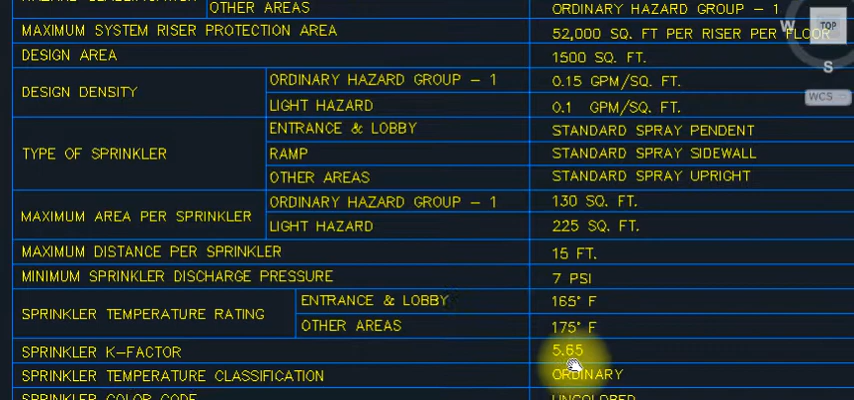 OTHER AREAS ORDINARY HAZARD GROUP - 1
MAXIMUM SYSTEM RISER PROTECTION AREA 52,000 SQ. FT PER RISER PER FLOOR
DESIGN AREA 1500 SQ. FT.
DESIGN DENSITY ORDINARY HAZARD GROUP - 1 0.15 GPM/SQ. FT.
LIGHT HAZARD 0.1 GPM/SQ. FT.
TYPE OF SPRINKLER ENTRANCE & LOBBY STANDARD SPRAY PENDENT
RAMP STANDARD SPRAY SIDEWALL
OTHER AREAS STANDARD SPRAY UPRIGHT
MAXIMUM AREA PER SPRINKLER ORDINARY HAZARD GROUP - 1 130 SQ. FT.
LIGHT HAZARD 225 SQ. FT.
MAXIMUM DISTANCE PER SPRINKLER 15 FT.
MINIMUM SPRINKLER DISCHARGE PRESSURE 7 PSI
SPRINKLER TEMPERATURE RATING ENTRANCE & LOBBY 165° F
OTHER AREAS 175° F
SPRINKLER K-FACTOR 5.65
SPRINKLER TEMPERATURE CLASSIFICATION ORDINARY
SPRINKLER COLOR CODE UNCOLORED
W TOP
S
WCS